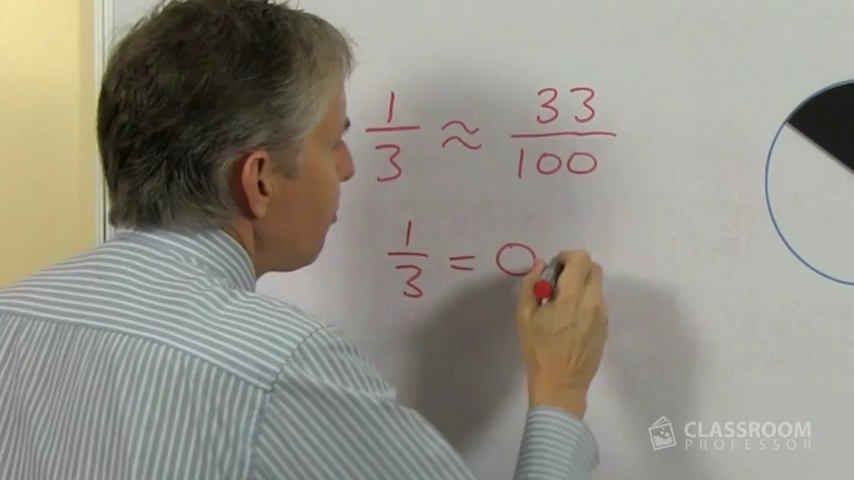 1/3 ≈ 33/100
1/3 = 0
CLASSROOM
PROFESSOR